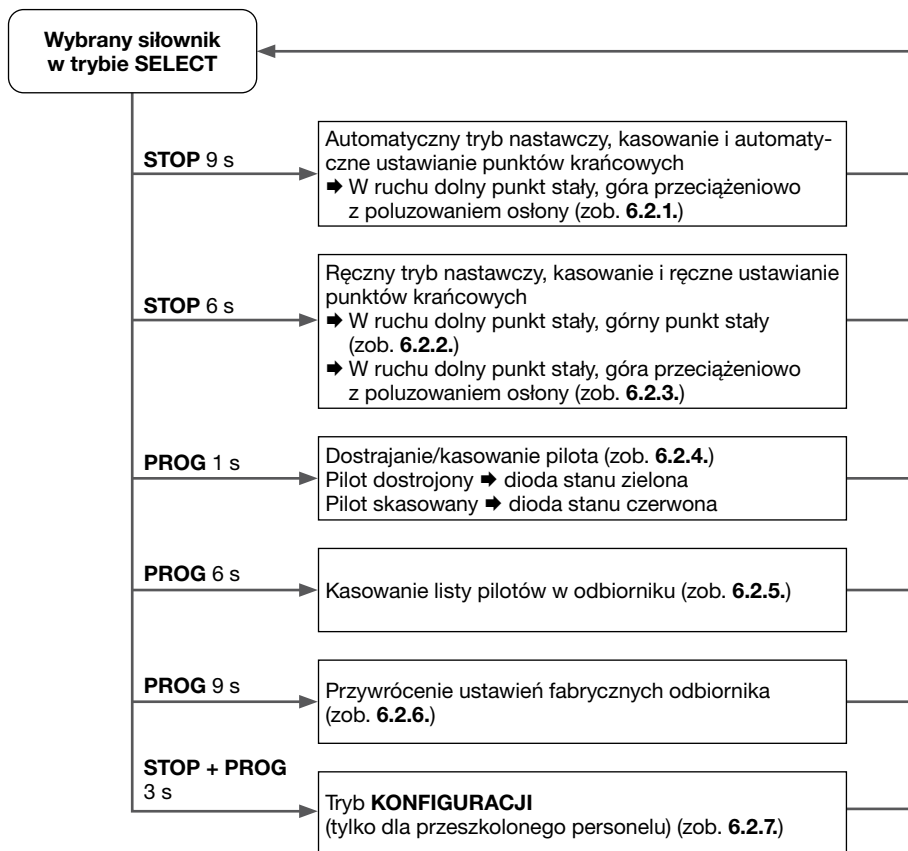 Wybrany siłownik
w trybie SELECT
STOP 9 s
Automatyczny tryb nastawczy, kasowanie i automaty-
czne ustawianie punktów krańcowych
➡ W ruchu dolny punkt stały, góra przeciążeniowo
z poluzowaniem osłony (zob. 6.2.1.)
STOP 6 s
Ręczny tryb nastawczy, kasowanie i ręczne ustawianie
punktów krańcowych
➡ W ruchu dolny punkt stały, górny punkt stały
(zob. 6.2.2.)
➡ W ruchu dolny punkt stały, góra przeciążeniowo
z poluzowaniem osłony (zob. 6.2.3.)
PROG 1 s
Dostrajanie/kasowanie pilota (zob. 6.2.4.)
Pilot dostrojony ➡ dioda stanu zielona
Pilot skasowany ➡ dioda stanu czerwona
PROG 6 s
Kasowanie listy pilotów w odbiorniku (zob. 6.2.5.)
PROG 9 s
Przywrócenie ustawień fabrycznych odbiornika
(zob. 6.2.6.)
STOP + PROG
3 s
Tryb KONFIGURACJI
(tylko dla przeszkolonego personelu) (zob. 6.2.7.)